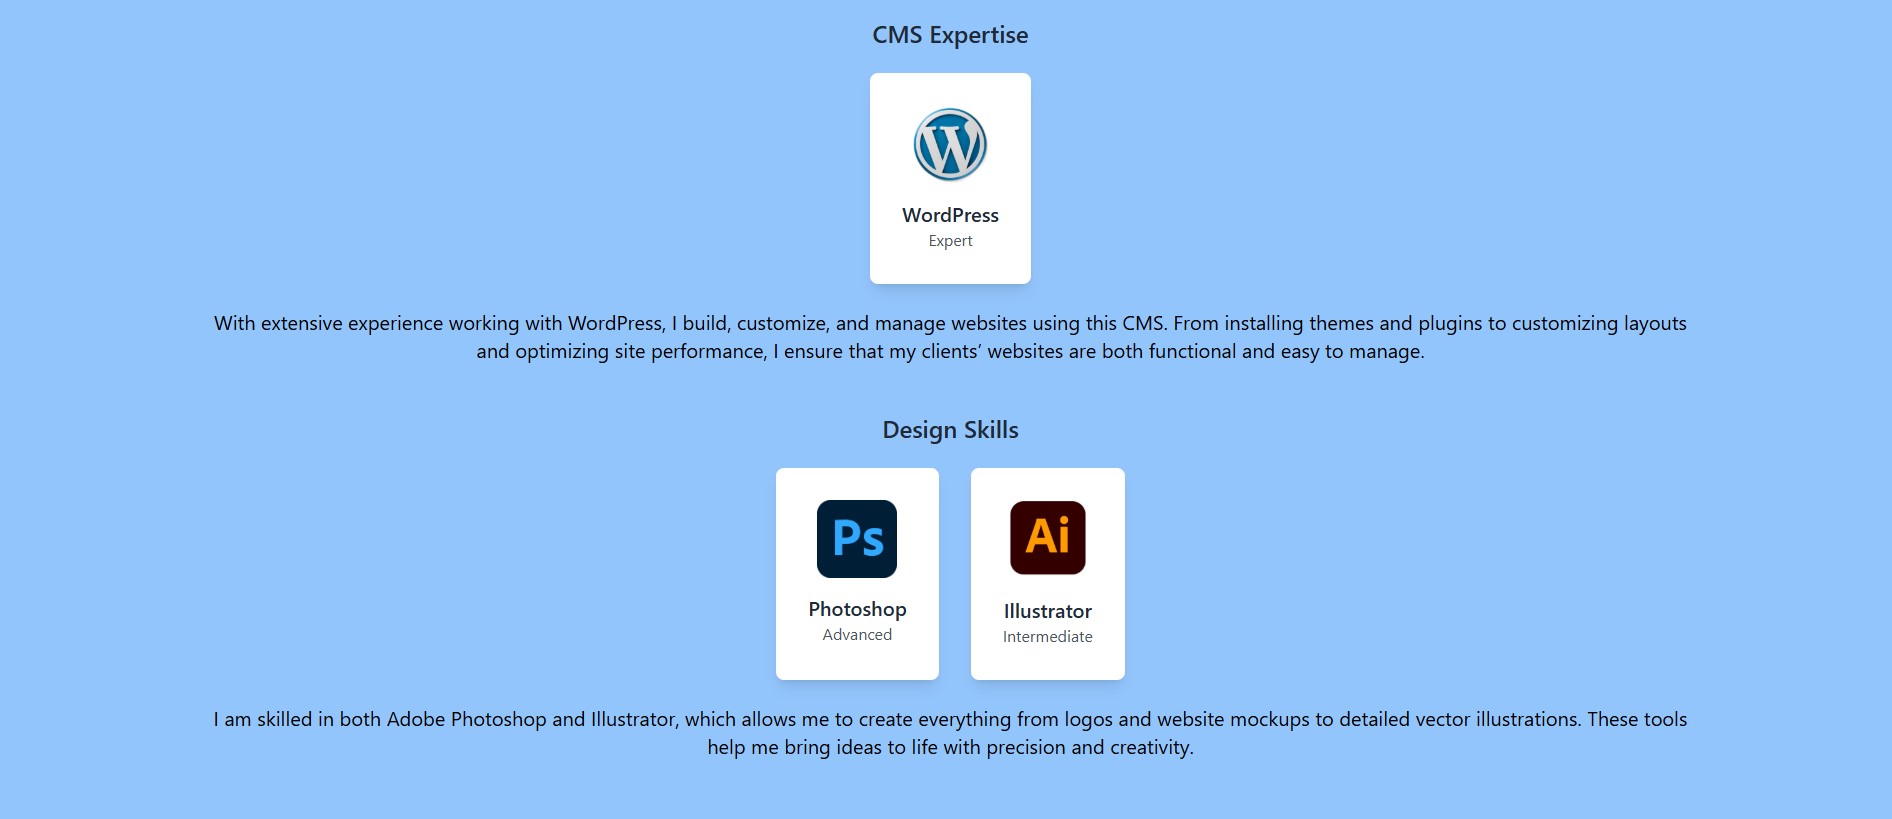 CMS Expertise
W
WordPress
Expert
With extensive experience working with WordPress, I build, customize, and manage websites using this CMS. From installing themes and plugins to customizing layouts
and optimizing site performance, I ensure that my clients’ websites are both functional and easy to manage.
Design Skills
Ps
Ai
Photoshop
Illustrator
Advanced
Intermediate
I am skilled in both Adobe Photoshop and Illustrator, which allows me to create everything from logos and website mockups to detailed vector illustrations. These tools
help me bring ideas to life with precision and creativity.